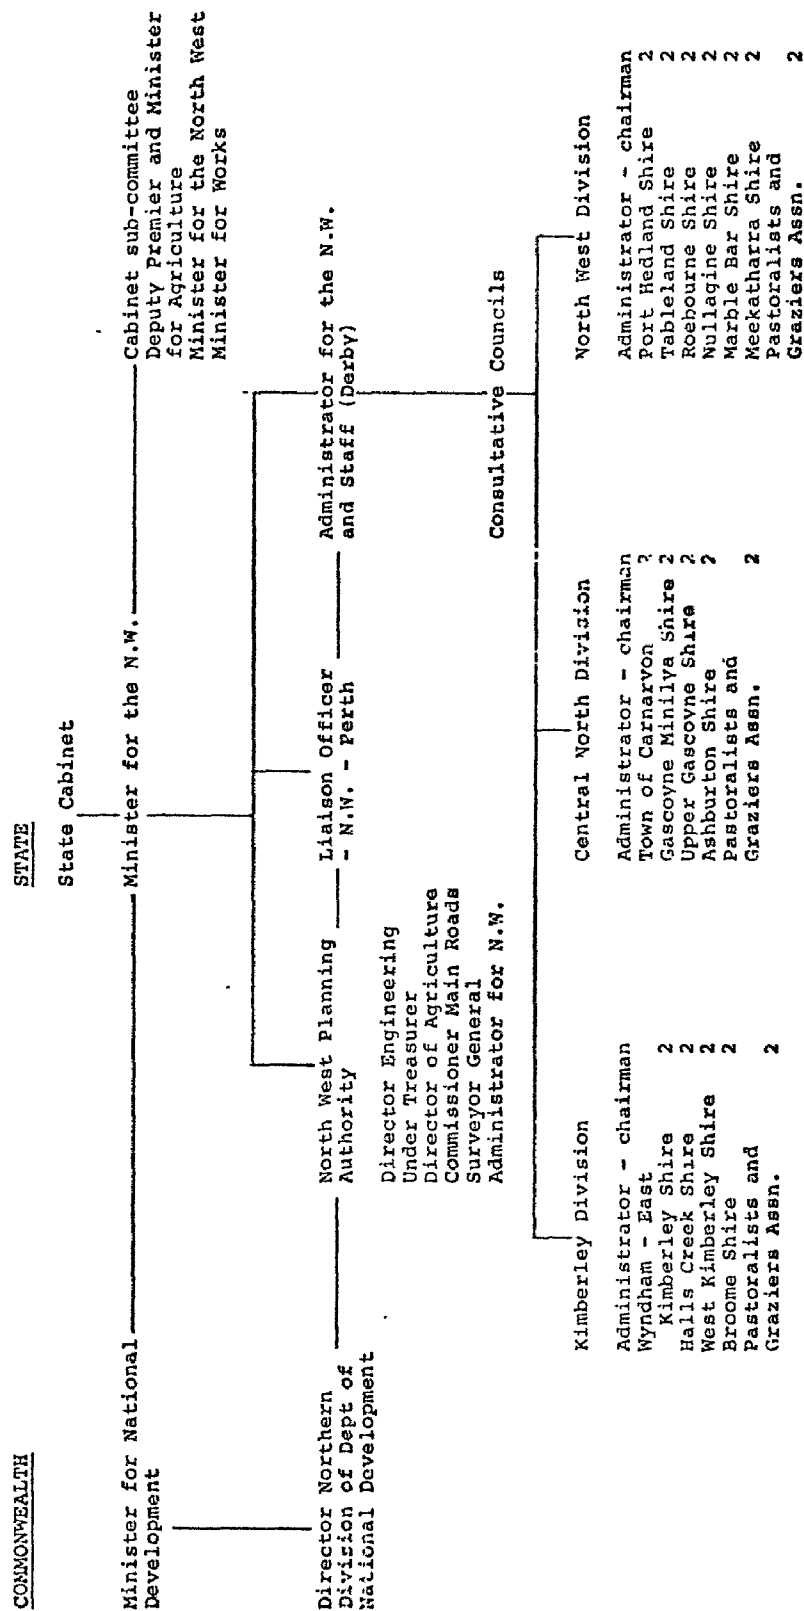 COMMONWEALTH
STATE
State Cabinet
Minister for National
Development
Minister for the N.W.
Cabinet sub-committee
Deputy Premier and Minister
for Agriculture
Minister for the North West
Minister for Works
Director Northern
Division of Dept of
National Development
North West Planning
Authority
Liaison Officer
- N.W. - Perth
Administrator for the N.W.
and Staff (Derby)
Director Engineering
Under Treasurer
Director of Agriculture
Commissioner Main Roads
Surveyor General
Administrator for N.W.
Consultative Councils
Kimberley Division
Administrator - chairman
Wyndham - East
Kimberley Shire 2
Halls Creek Shire 2
West Kimberley Shire 2
Broome Shire 2
Pastoralists and
Graziers Assn. 2
Central North Division
Administrator - chairman
Town of Carnarvon 2
Gascoyne Minilya Shire 2
Upper Gascoyne Shire 2
Ashburton Shire 2
Pastoralists and
Graziers Assn. 2
North West Division
Administrator - chairman
Port Hedland Shire 2
Tableland Shire 2
Roebourne Shire 2
Nullagine Shire 2
Marble Bar Shire 2
Meekatharra Shire 2
Pastoralists and
Graziers Assn. 2